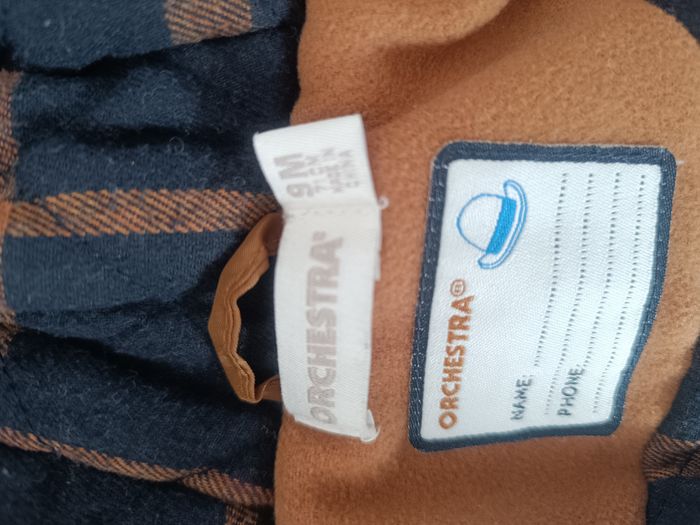 9M
71 CM
MADE IN
CHINA
ORCHESTRA®
ORCHESTRA®
NAME:
PHONE: